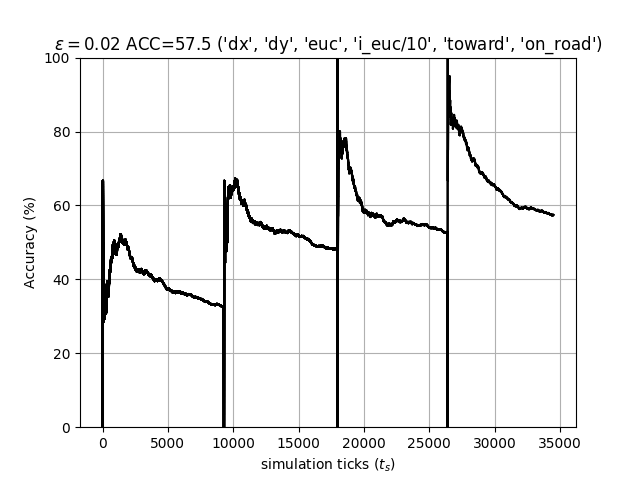 ε = 0.02 ACC=57.5 ('dx', 'dy', 'euc', 'i_euc/10', 'toward', 'on_road')
100
80
60
40
20
0
Accuracy (%)
0 5000 10000 15000 20000 25000 30000 35000
simulation ticks (tₛ)